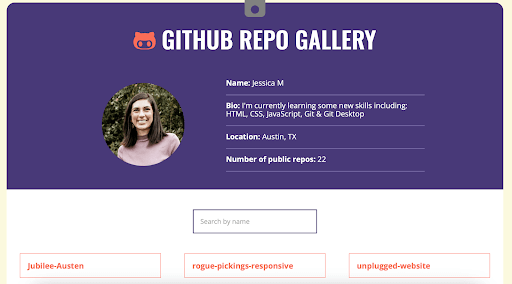 GITHUB REPO GALLERY
Name: Jessica M
Bio: I'm currently learning some new skills including:
HTML, CSS, JavaScript, Git & Git Desktop
Location: Austin, TX
Number of public repos: 22
Search by name
Jubilee-Austen
rogue-pickings-responsive
unplugged-website